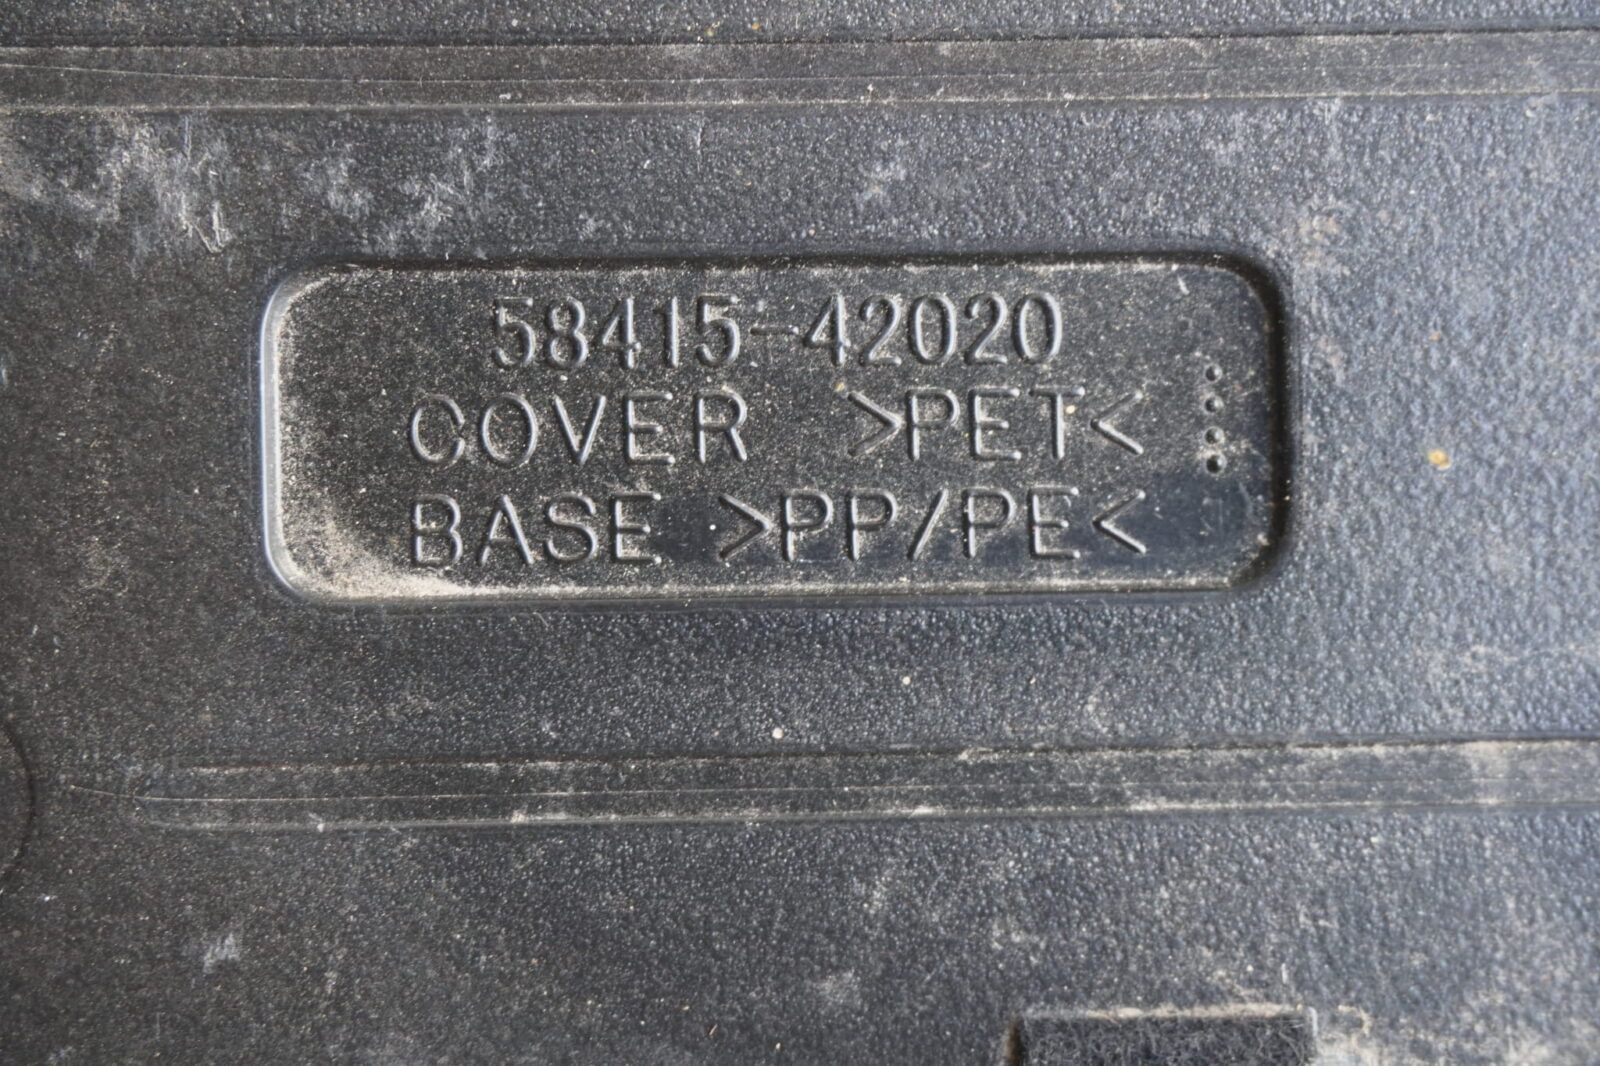 58415-42020
COVER >PET<
BASE >PP/PE<